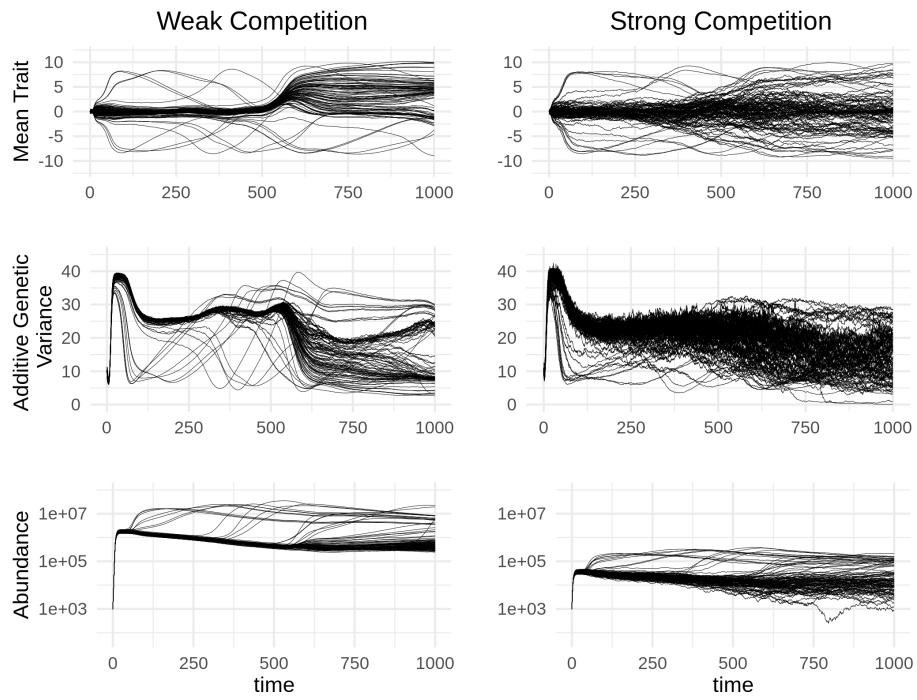 Weak Competition
Strong Competition
Mean Trait
10
5
0
-5
-10
0 250 500 750 1000
10
5
0
-5
-10
0 250 500 750 1000
Additive Genetic
Variance
40
30
20
10
0
0 250 500 750 1000
40
30
20
10
0
0 250 500 750 1000
Abundance
1e+07
1e+05
1e+03
0 250 500 750 1000
time
1e+07
1e+05
1e+03
0 250 500 750 1000
time